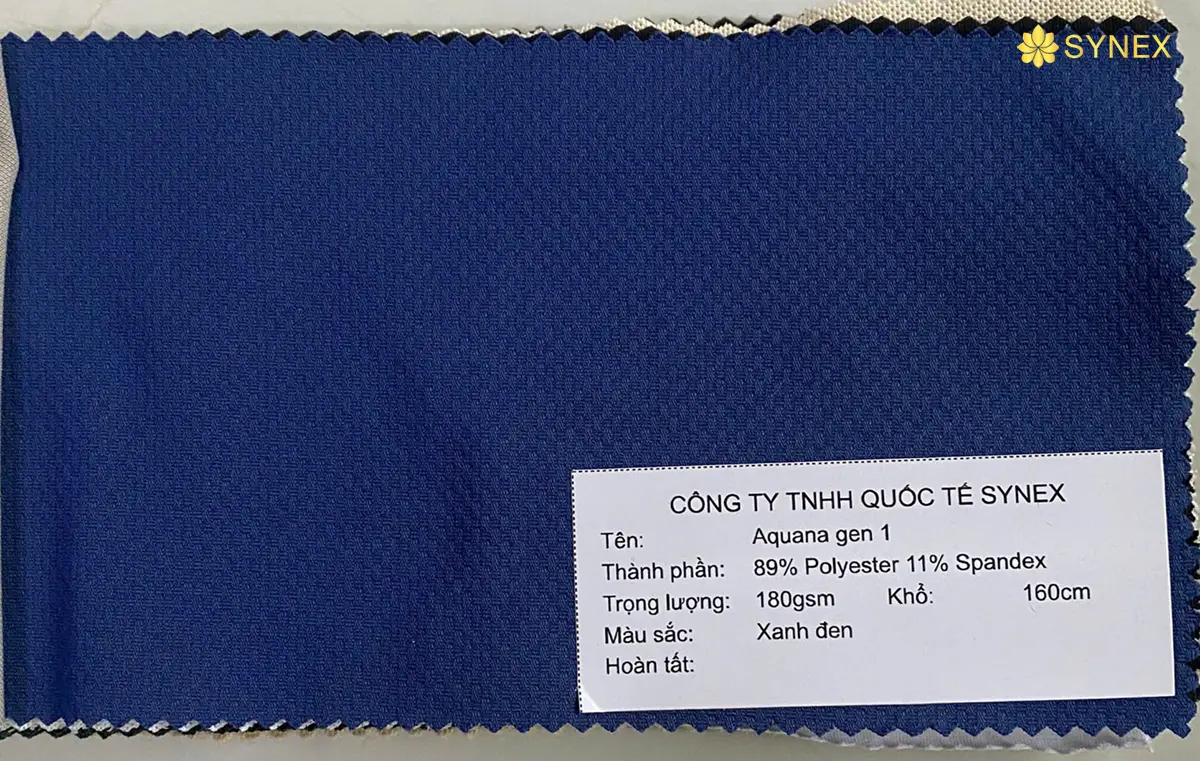 SYNEX
CÔNG TY TNHH QUỐC TẾ SYNEX
Tên: Aquana gen 1
Thành phần: 89% Polyester 11% Spandex
Trọng lượng: 180gsm Khổ: 160cm
Màu sắc: Xanh đen
Hoàn tất: